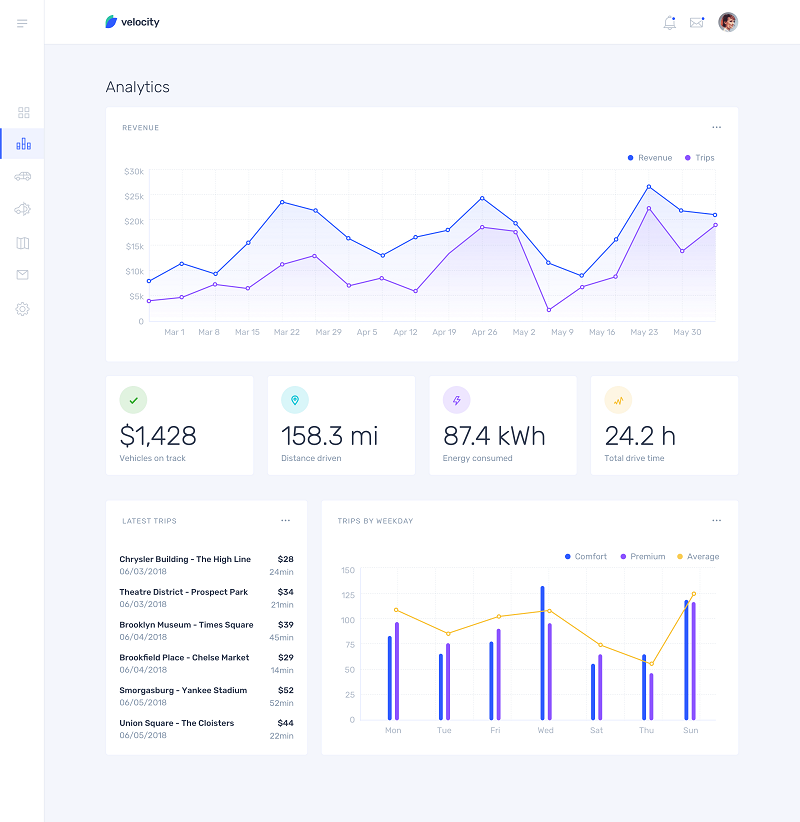 velocity
Analytics
REVENUE
Revenue Trips
$30k
$25k
$20k
$15k
$10k
$5k
0
Mar 1 Mar 8 Mar 15 Mar 22 Mar 29 Apr 5 Apr 12 Apr 19 Apr 26 May 2 May 9 May 16 May 23 May 30
$1,428
Vehicles on track
158.3 mi
Distance driven
87.4 kWh
Energy consumed
24.2 h
Total drive time
LATEST TRIPS
Chrysler Building - The High Line $28
06/03/2018 24min
Theatre District - Prospect Park $34
06/03/2018 21min
Brooklyn Museum - Times Square $39
06/04/2018 45min
Brookfield Place - Chelse Market $29
06/04/2018 14min
Smorgasburg - Yankee Stadium $52
06/05/2018 52min
Union Square - The Cloisters $44
06/05/2018 22min
TRIPS BY WEEKDAY
Comfort Premium Average
150
125
100
75
50
25
0
Mon Tue Fri Wed Sat Thu Sun